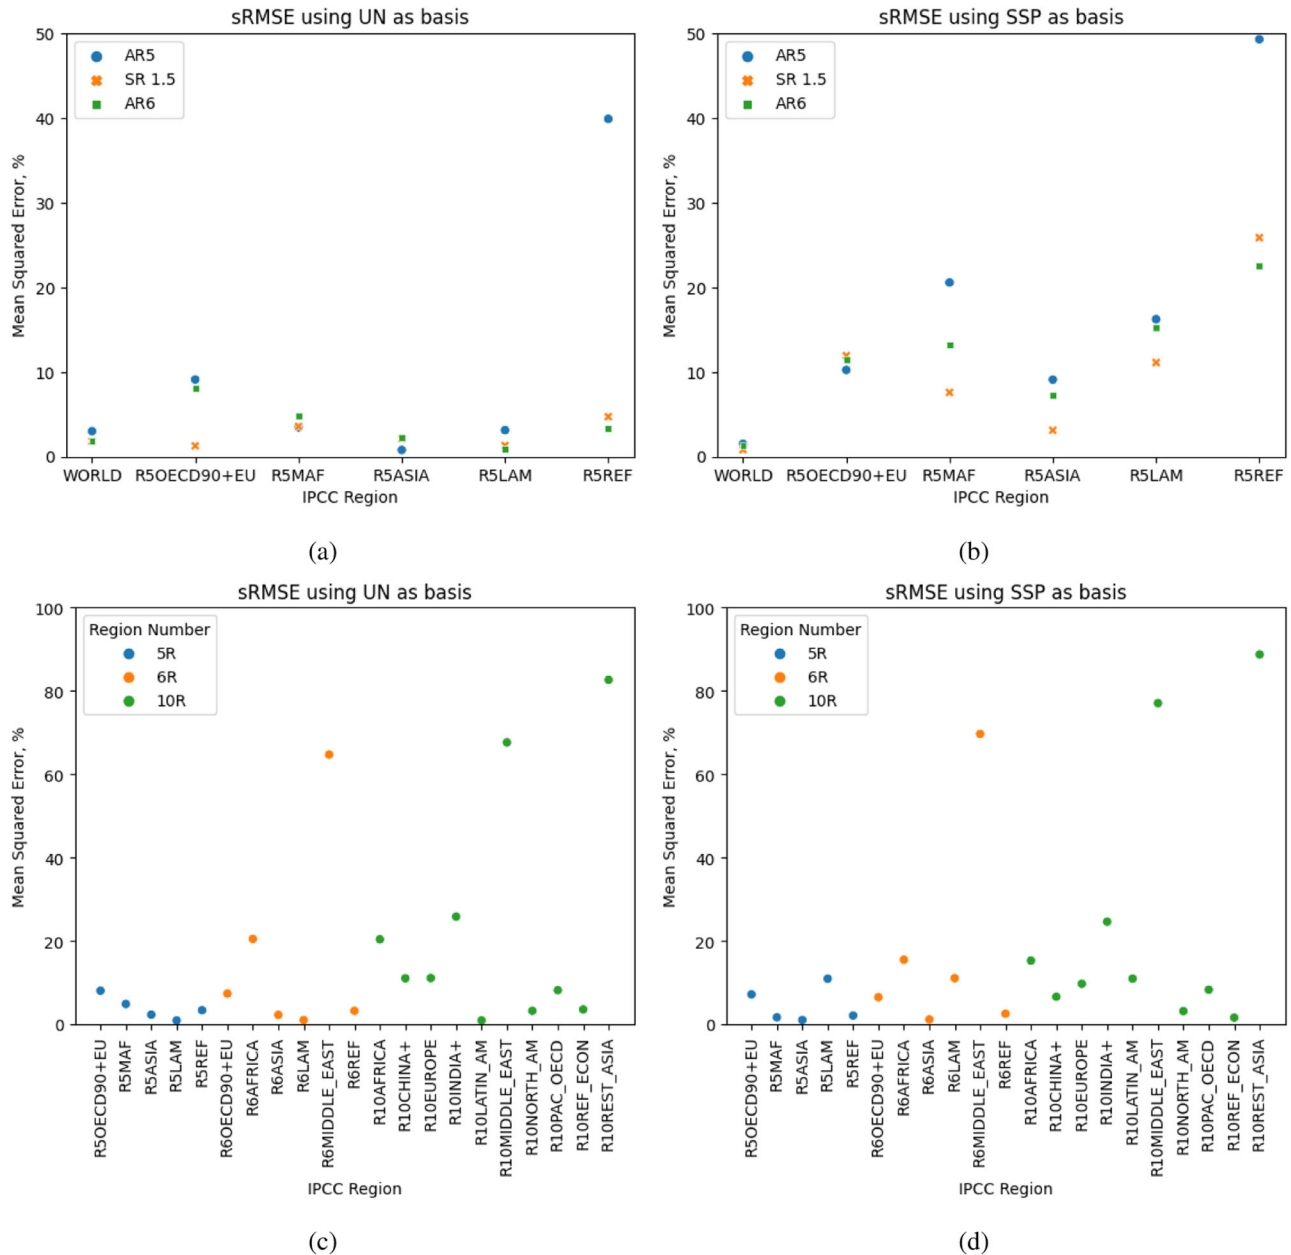 sRMSE using UN as basis
50
40
30
20
10
0
Mean Squared Error, %
AR5
SR 1.5
AR6
WORLD R5OECD90+EU R5MAF R5ASIA R5LAM R5REF
IPCC Region
(a)
sRMSE using SSP as basis
50
40
30
20
10
0
Mean Squared Error, %
AR5
SR 1.5
AR6
WORLD R5OECD90+EU R5MAF R5ASIA R5LAM R5REF
IPCC Region
(b)
sRMSE using UN as basis
100
80
60
40
20
0
Mean Squared Error, %
Region Number
5R
6R
10R
R5OECD90+EU
R5MAF
R5ASIA
R5LAM
R5REF
R6OECD90+EU
R6AFRICA
R6ASIA
R6LAM
R6MIDDLE_EAST
R6REF
R10AFRICA
R10CHINA+
R10EUROPE
R10INDIA+
R10LATIN_AM
R10MIDDLE_EAST
R10NORTH_AM
R10PAC_OECD
R10REF_ECON
R10REST_ASIA
IPCC Region
(c)
sRMSE using SSP as basis
100
80
60
40
20
0
Mean Squared Error, %
Region Number
5R
6R
10R
R5OECD90+EU
R5MAF
R5ASIA
R5LAM
R5REF
R6OECD90+EU
R6AFRICA
R6ASIA
R6LAM
R6MIDDLE_EAST
R6REF
R10AFRICA
R10CHINA+
R10EUROPE
R10INDIA+
R10LATIN_AM
R10MIDDLE_EAST
R10NORTH_AM
R10PAC_OECD
R10REF_ECON
R10REST_ASIA
IPCC Region
(d)